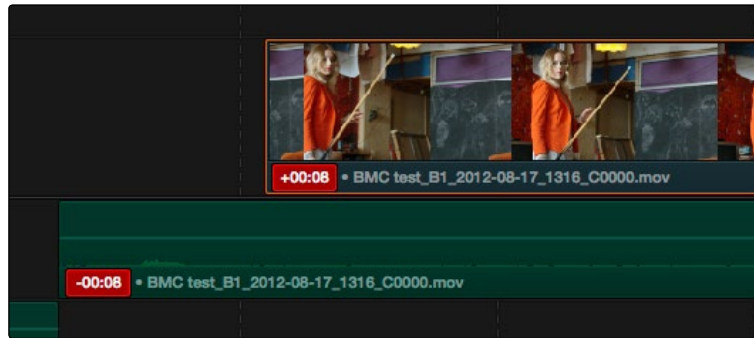 +00:08 • BMC test_B1_2012-08-17_1316_C0000.mov
-00:08 • BMC test_B1_2012-08-17_1316_C0000.mov